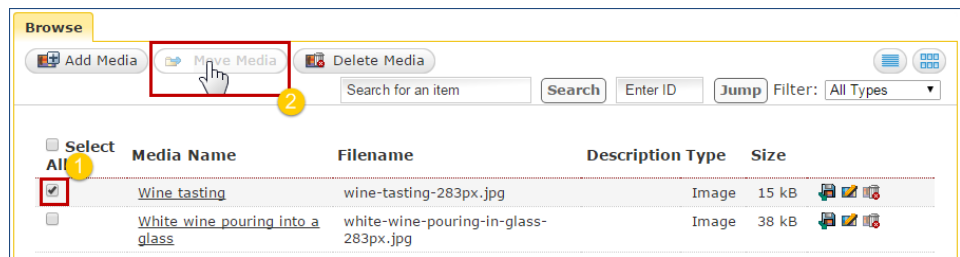 Browse
Add Media
Move Media
Delete Media
2
Search for an item
Search
Enter ID
Jump
Filter:
All Types
Select
All
1
Media Name
Filename
Description
Type
Size
Wine tasting
wine-tasting-283px.jpg
Image
15 kB
White wine pouring into a
glass
white-wine-pouring-in-glass-
283px.jpg
Image
38 kB